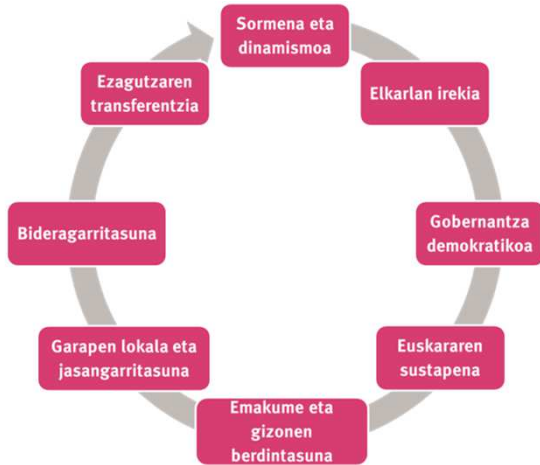 Sormena eta
dinamismoa
Elkarlan irekia
Gobernantza
demokratikoa
Euskararen
sustapena
Emakume eta
gizonen
berdintasuna
Garapen lokala eta
jasangarritasuna
Bideragarritasuna
Ezagutzaren
transferentzia